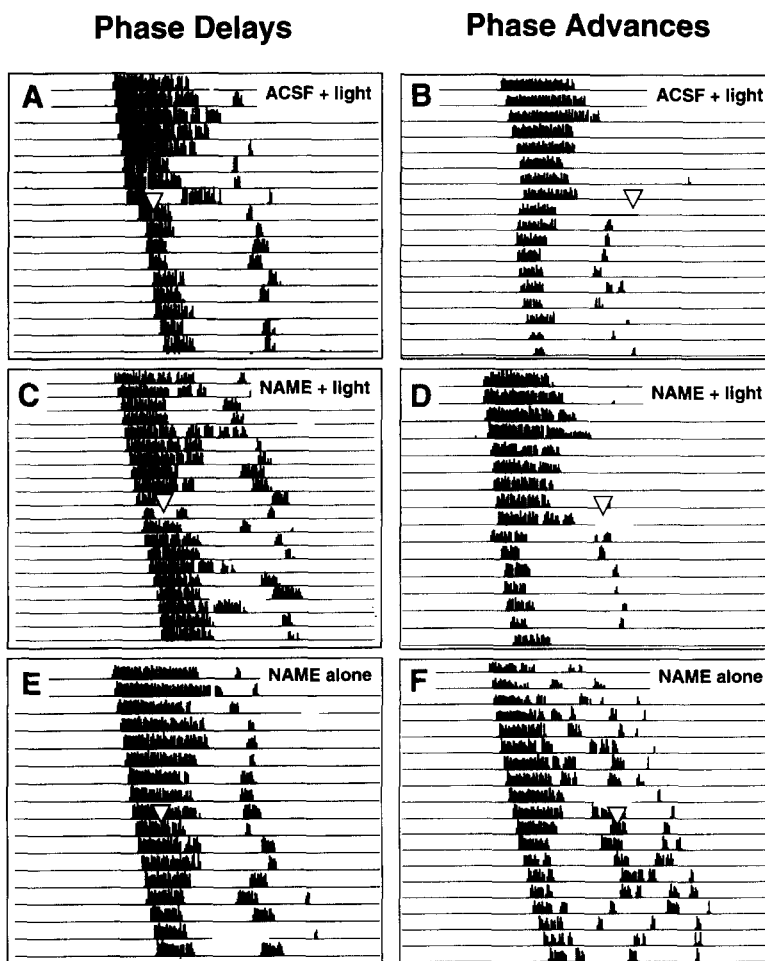 Phase Delays
Phase Advances
A
ACSF + light
B
ACSF + light
C
NAME + light
D
NAME + light
E
NAME alone
F
NAME alone